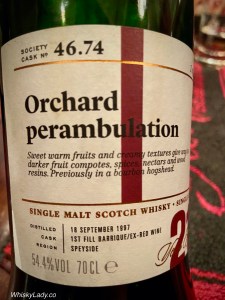 SOCIETY
CASK Nº 46.74
Orchard
perambulation
Sweet warm fruits and creamy textures give way to
darker fruit compotes, spices, nectars and wood
resins. Previously in a bourbon hogshead.
SINGLE MALT SCOTCH WHISKY •
DISTILLED 18 SEPTEMBER 1997
CASK 1ST FILL BARRIQUE/EX-RED WINE
REGION SPEYSIDE
54.4%VOL 70CL e
WhiskyLady.co